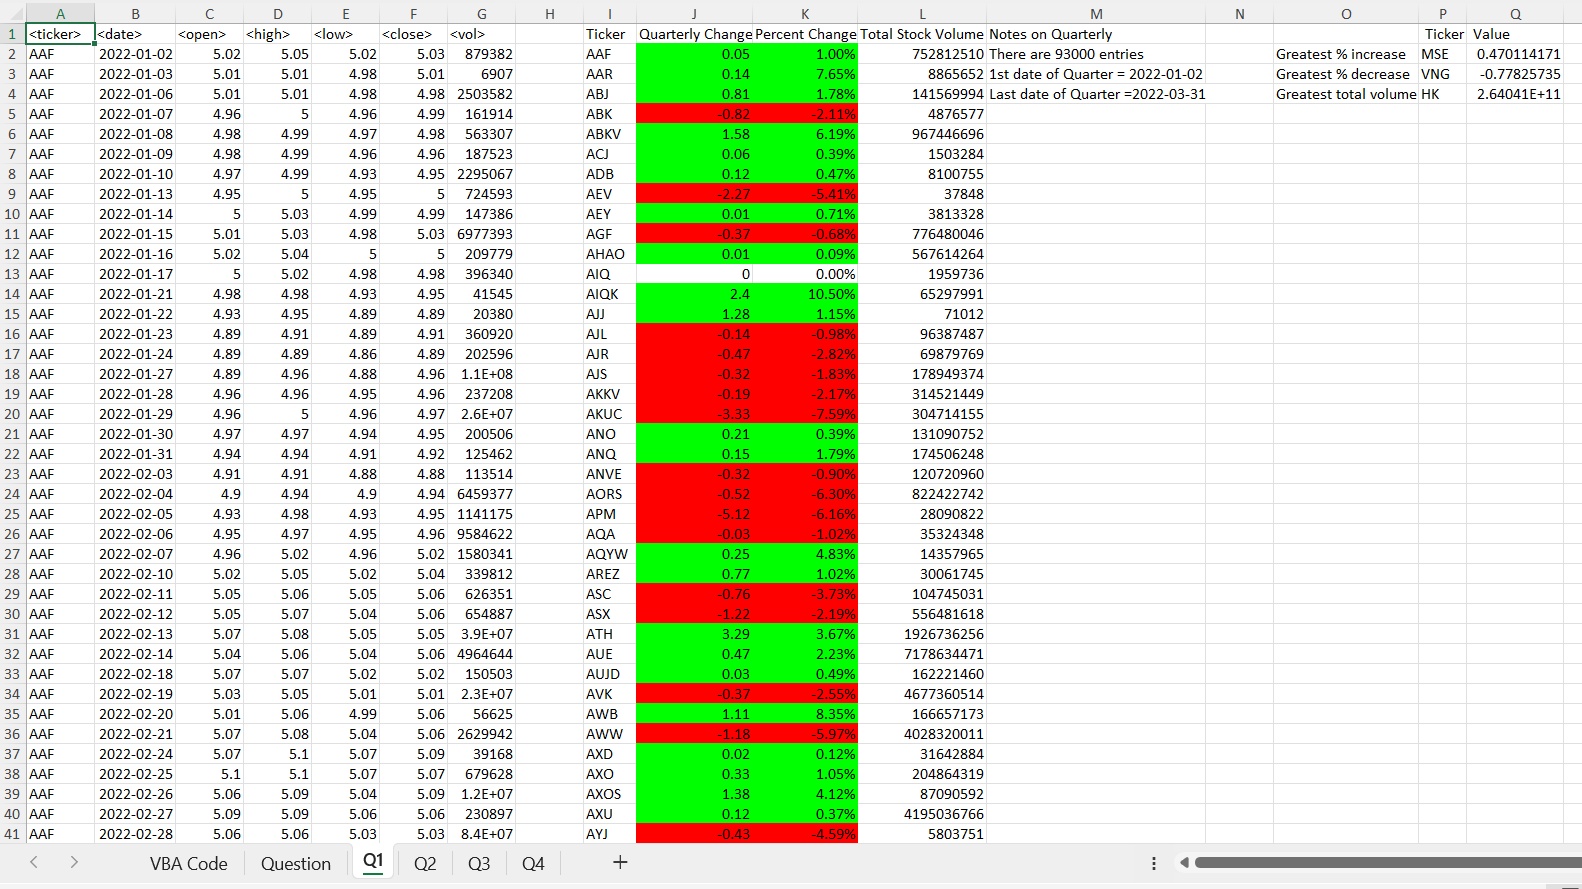 A B C D E F G H I J K L M N O P Q
1 <ticker> <date> <open> <high> <low> <close> <vol> Ticker Quarterly Change Percent Change Total Stock Volume Notes on Quarterly Ticker Value
2 AAF 2022-01-02 5.02 5.05 5.02 5.03 879382 AAF 0.05 1.00% 752812510 There are 93000 entries Greatest % increase MSE 0.470114171
3 AAF 2022-01-03 5.01 5.01 4.98 5.01 6907 AAR 0.14 7.65% 8865652 1st date of Quarter = 2022-01-02 Greatest % decrease VNG -0.77825735
4 AAF 2022-01-06 5.01 5.01 4.98 4.98 2503582 ABJ 0.81 1.78% 141569994 Last date of Quarter =2022-03-31 Greatest total volume HK 2.64041E+11
5 AAF 2022-01-07 4.96 5 4.96 4.99 161914 ABK -0.82 -2.11% 4876577
6 AAF 2022-01-08 4.98 4.99 4.97 4.98 563307 ABKV 1.58 6.19% 967446696
7 AAF 2022-01-09 4.98 4.99 4.96 4.96 187523 ACJ 0.06 0.39% 1503284
8 AAF 2022-01-10 4.97 4.99 4.93 4.95 2295067 ADB 0.12 0.47% 8100755
9 AAF 2022-01-13 4.95 5 4.95 5 724593 AEV -2.27 -5.41% 37848
10 AAF 2022-01-14 5 5.03 4.99 4.99 147386 AEY 0.01 0.71% 3813328
11 AAF 2022-01-15 5.01 5.03 4.98 5.03 6977393 AGF -0.37 -0.68% 776480046
12 AAF 2022-01-16 5.02 5.04 5 5 209779 AHAO 0.01 0.09% 567614264
13 AAF 2022-01-17 5 5.02 4.98 4.98 396340 AIQ 0 0.00% 1959736
14 AAF 2022-01-21 4.98 4.98 4.93 4.95 41545 AIQK 2.4 10.50% 65297991
15 AAF 2022-01-22 4.93 4.95 4.89 4.89 20380 AJJ 1.28 1.15% 71012
16 AAF 2022-01-23 4.89 4.91 4.89 4.91 360920 AJL -0.14 -0.98% 96387487
17 AAF 2022-01-24 4.89 4.89 4.86 4.89 202596 AJR -0.47 -2.82% 69879769
18 AAF 2022-01-27 4.89 4.96 4.88 4.96 1.1E+08 AJS -0.32 -1.83% 178949374
19 AAF 2022-01-28 4.96 4.96 4.95 4.96 237208 AKKV -0.19 -2.17% 314521449
20 AAF 2022-01-29 4.96 5 4.96 4.97 2.6E+07 AKUC -3.33 -7.59% 304714155
21 AAF 2022-01-30 4.97 4.97 4.94 4.95 200506 ANO 0.21 0.39% 131090752
22 AAF 2022-01-31 4.94 4.94 4.91 4.92 125462 ANQ 0.15 1.79% 174506248
23 AAF 2022-02-03 4.91 4.91 4.88 4.88 113514 ANVE -0.32 -0.90% 120720960
24 AAF 2022-02-04 4.9 4.94 4.9 4.94 6459377 AORS -0.52 -6.30% 822422742
25 AAF 2022-02-05 4.93 4.98 4.93 4.95 1141175 APM -5.12 -6.16% 28090822
26 AAF 2022-02-06 4.95 4.97 4.95 4.96 9584622 AQA -0.03 -1.02% 35324348
27 AAF 2022-02-07 4.96 5.02 4.96 5.02 1580341 AQYW 0.25 4.83% 14357965
28 AAF 2022-02-10 5.02 5.05 5.02 5.04 339812 AREZ 0.77 1.02% 30061745
29 AAF 2022-02-11 5.05 5.06 5.05 5.06 626351 ASC -0.76 -3.73% 104745031
30 AAF 2022-02-12 5.05 5.07 5.04 5.06 654887 ASX -1.22 -2.19% 556481618
31 AAF 2022-02-13 5.07 5.08 5.05 5.05 3.9E+07 ATH 3.29 3.67% 1926736256
32 AAF 2022-02-14 5.04 5.06 5.04 5.06 4964644 AUE 0.47 2.23% 7178634471
33 AAF 2022-02-18 5.07 5.07 5.02 5.02 150503 AUJD 0.03 0.49% 162221460
34 AAF 2022-02-19 5.03 5.05 5.01 5.01 2.3E+07 AVK -0.37 -2.55% 4677360514
35 AAF 2022-02-20 5.01 5.06 4.99 5.06 56625 AWB 1.11 8.35% 166657173
36 AAF 2022-02-21 5.07 5.08 5.04 5.06 2629942 AWW -1.18 -5.97% 4028320011
37 AAF 2022-02-24 5.07 5.1 5.07 5.09 39168 AXD 0.02 0.12% 31642884
38 AAF 2022-02-25 5.1 5.1 5.07 5.07 679628 AXO 0.33 1.05% 204864319
39 AAF 2022-02-26 5.06 5.09 5.04 5.09 1.2E+07 AXOS 1.38 4.12% 87090592
40 AAF 2022-02-27 5.09 5.09 5.06 5.06 230897 AXU 0.12 0.37% 4195036766
41 AAF 2022-02-28 5.06 5.06 5.03 5.03 8.4E+07 AYJ -0.43 -4.59% 5803751
VBA Code Question Q1 Q2 Q3 Q4 +